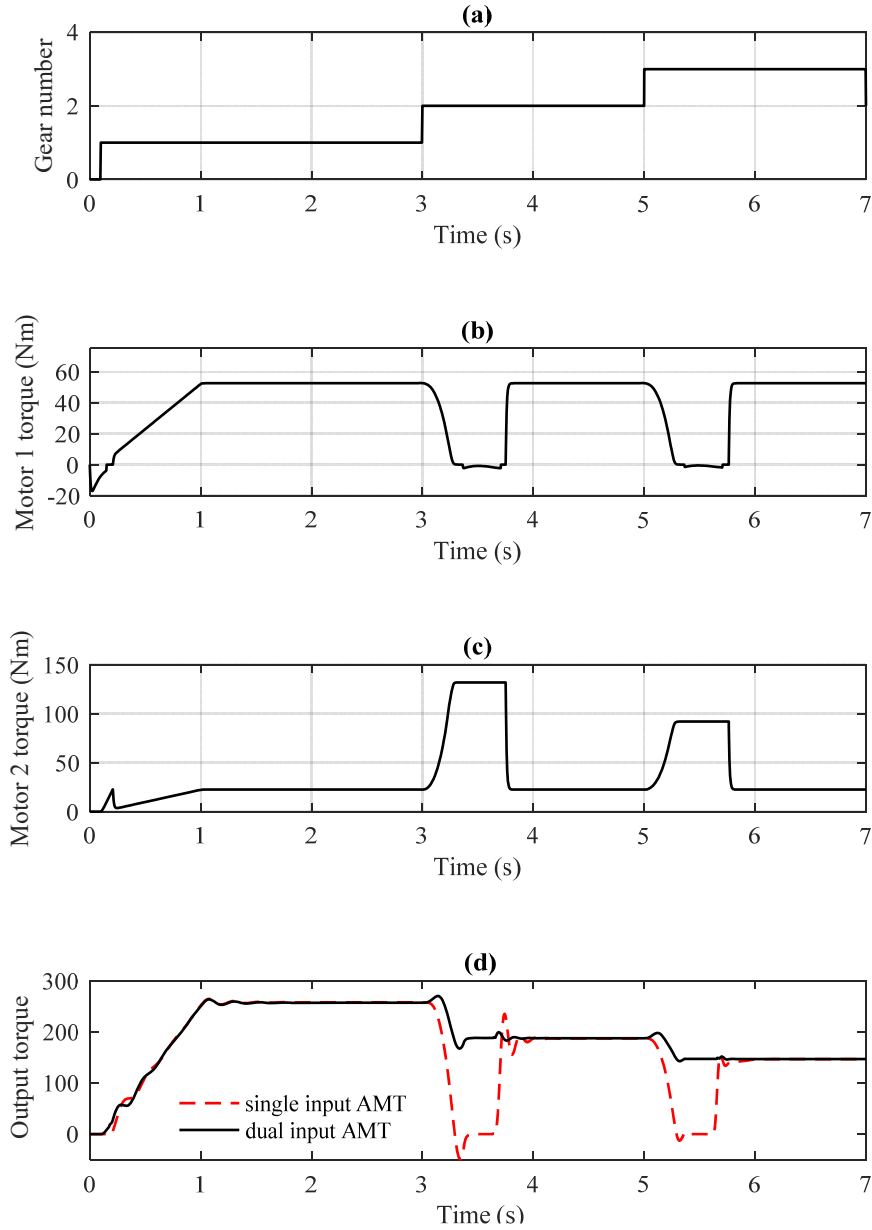 (a)
4
2
0
Gear number
0 1 2 3 4 5 6 7
Time (s)
(b)
60
40
20
0
-20
Motor 1 torque (Nm)
0 1 2 3 4 5 6 7
Time (s)
(c)
150
100
50
0
Motor 2 torque (Nm)
0 1 2 3 4 5 6 7
Time (s)
(d)
300
200
100
0
Output torque
single input AMT
dual input AMT
0 1 2 3 4 5 6 7
Time (s)